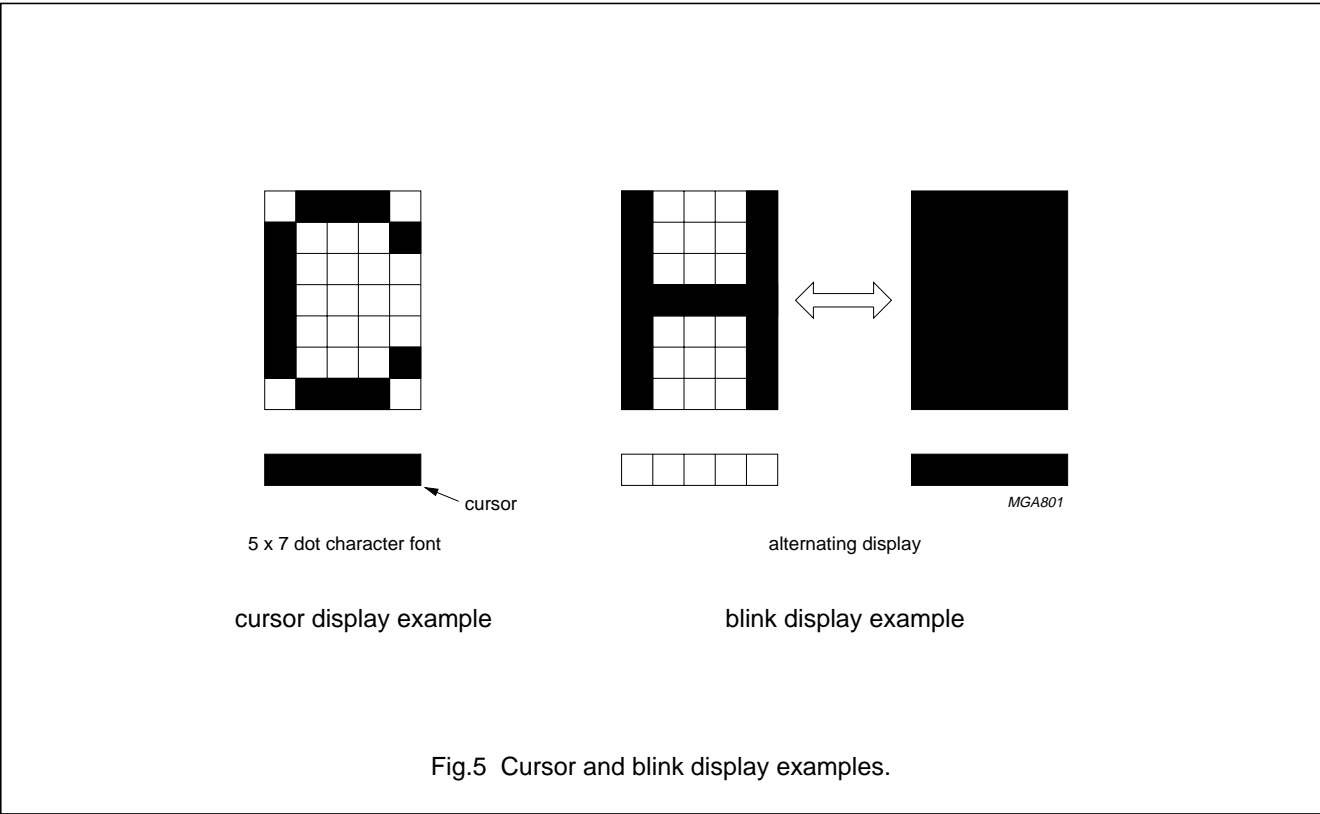 cursor
MGA801
5 x 7 dot character font
alternating display
cursor display example
blink display example
Fig.5 Cursor and blink display examples.